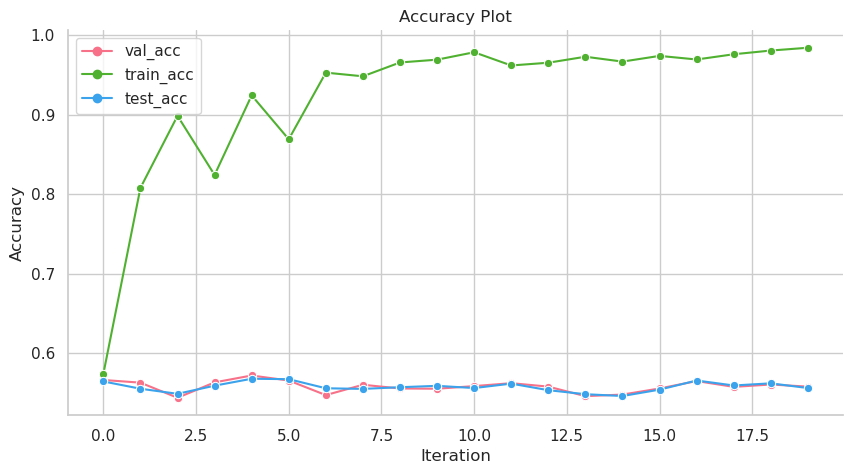 Accuracy Plot
val_acc
train_acc
test_acc
1.0
0.9
0.8
0.7
0.6
Accuracy
0.0 2.5 5.0 7.5 10.0 12.5 15.0 17.5
Iteration